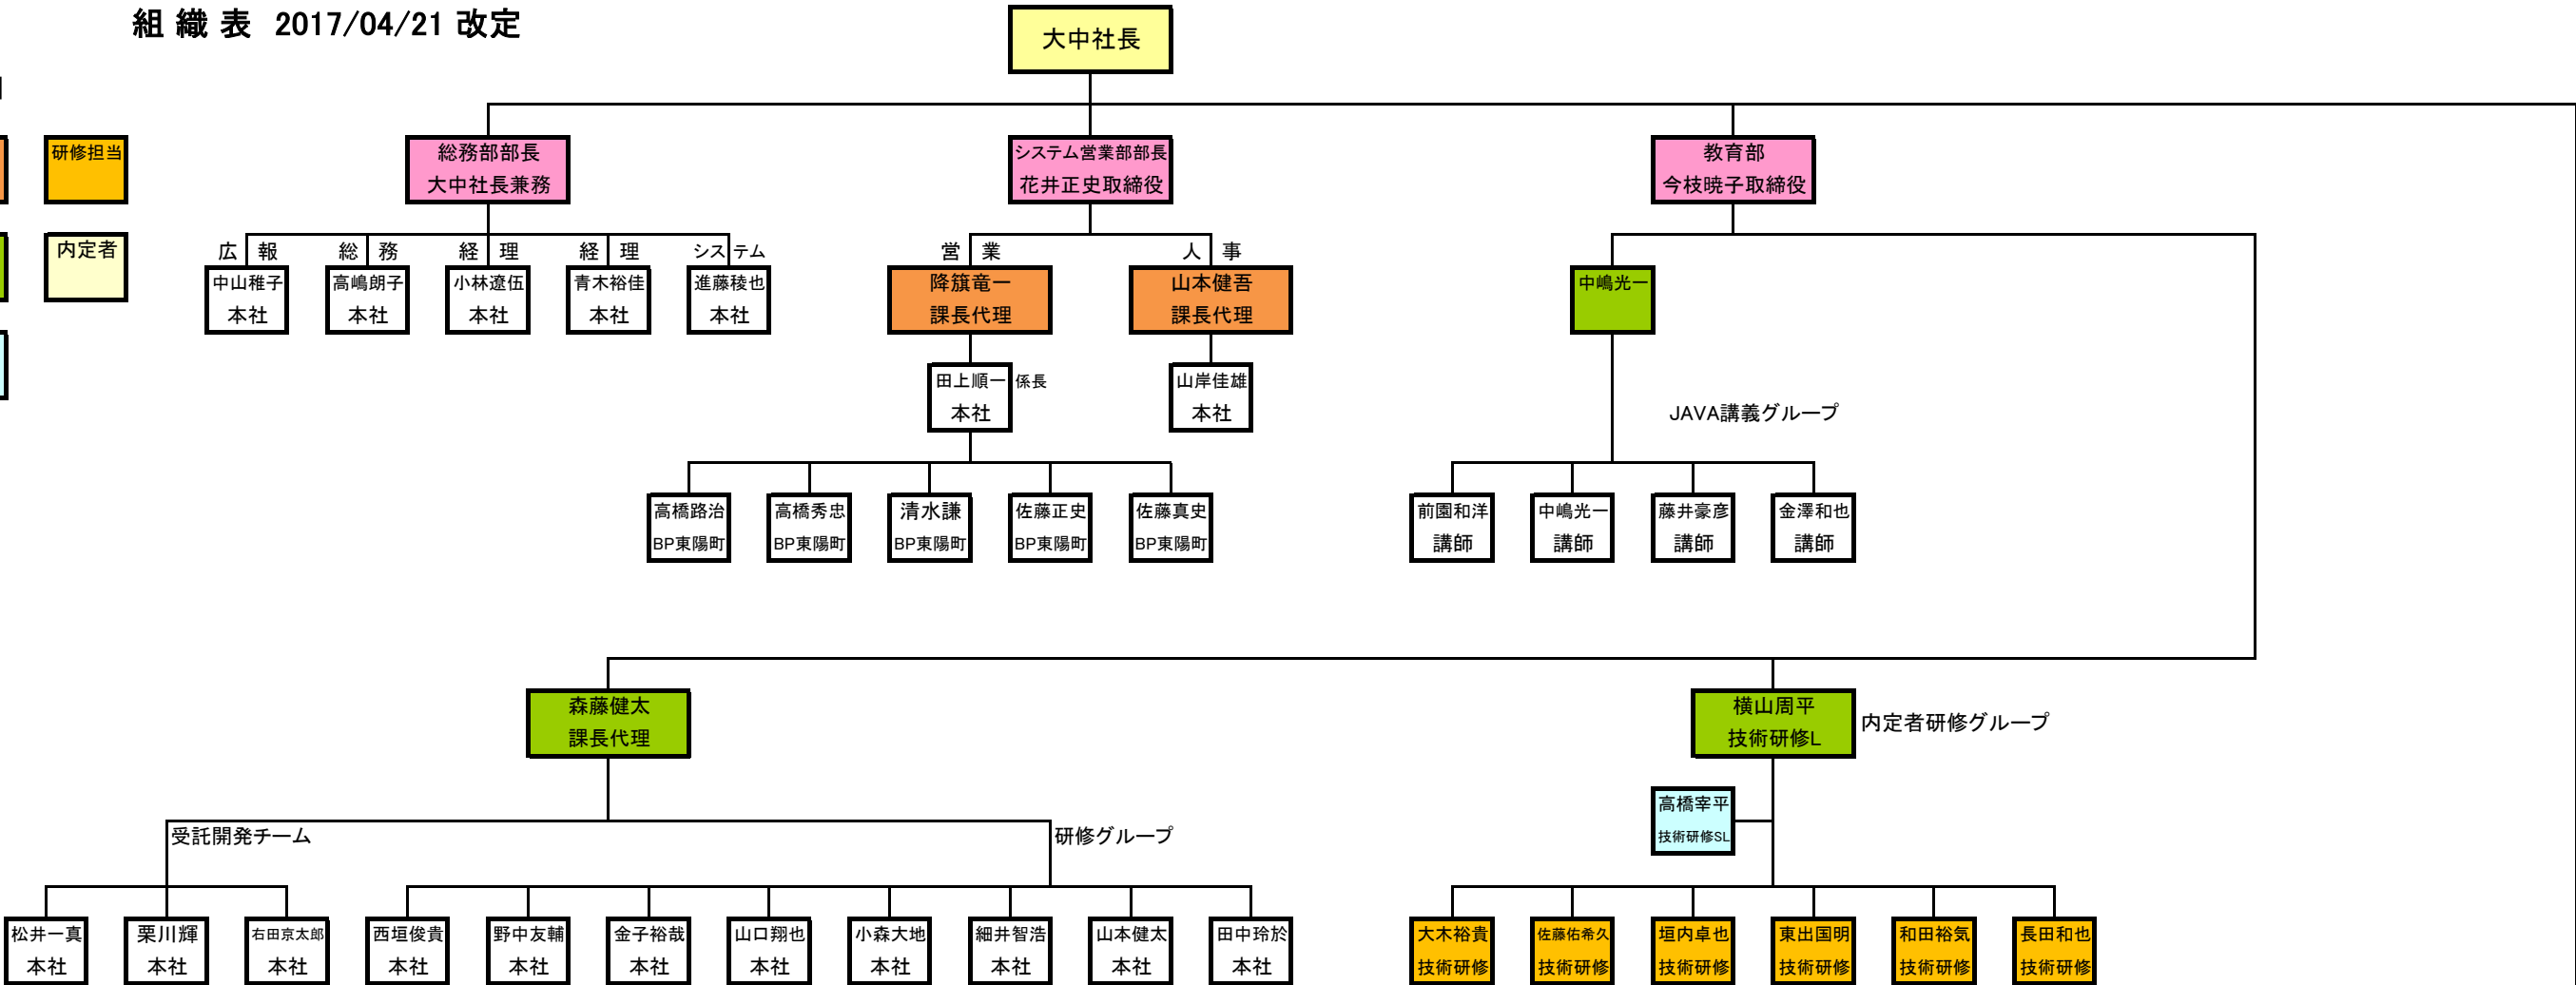 組 織 表 2017/04/21 改定
大中社長
研修担当
内定者
総務部部長
大中社長兼務
システム営業部部長
花井正史取締役
教育部
今枝暁子取締役
広 報
総 務
経 理
経 理
システム
営 業
人 事
中山稚子
本社
高嶋朗子
本社
小林遼伍
本社
青木裕佳
本社
進藤稜也
本社
降籏竜一
課長代理
山本健吾
課長代理
中嶋光一
田上順一
本社
係長
山岸佳雄
本社
JAVA講義グループ
高橋路治
BP東陽町
高橋秀忠
BP東陽町
清水謙
BP東陽町
佐藤正史
BP東陽町
佐藤真史
BP東陽町
前園和洋
講師
中嶋光一
講師
藤井豪彦
講師
金澤和也
講師
森藤健太
課長代理
横山周平
技術研修L
内定者研修グループ
高橋宰平
技術研修SL
受託開発チーム
研修グループ
松井一真
本社
栗川輝
本社
右田京太郎
本社
西垣俊貴
本社
野中友輔
本社
金子裕哉
本社
山口翔也
本社
小森大地
本社
細井智浩
本社
山本健太
本社
田中玲於
本社
大木裕貴
技術研修
佐藤佑希久
技術研修
垣内卓也
技術研修
東出国明
技術研修
和田裕気
技術研修
長田和也
技術研修